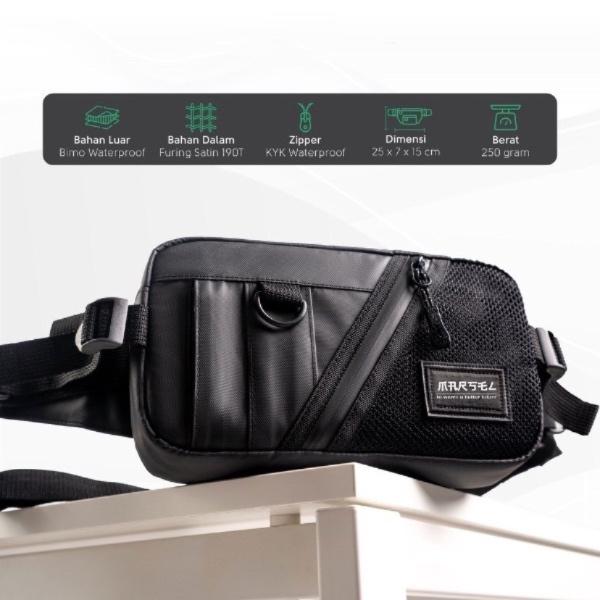 Bahan Luar
Bimo Waterproof
Bahan Dalam
Furing Satin 190T
Zipper
KYK Waterproof
Dimensi
25 x 7 x 15 cm
Berat
250 gram
MARSEL